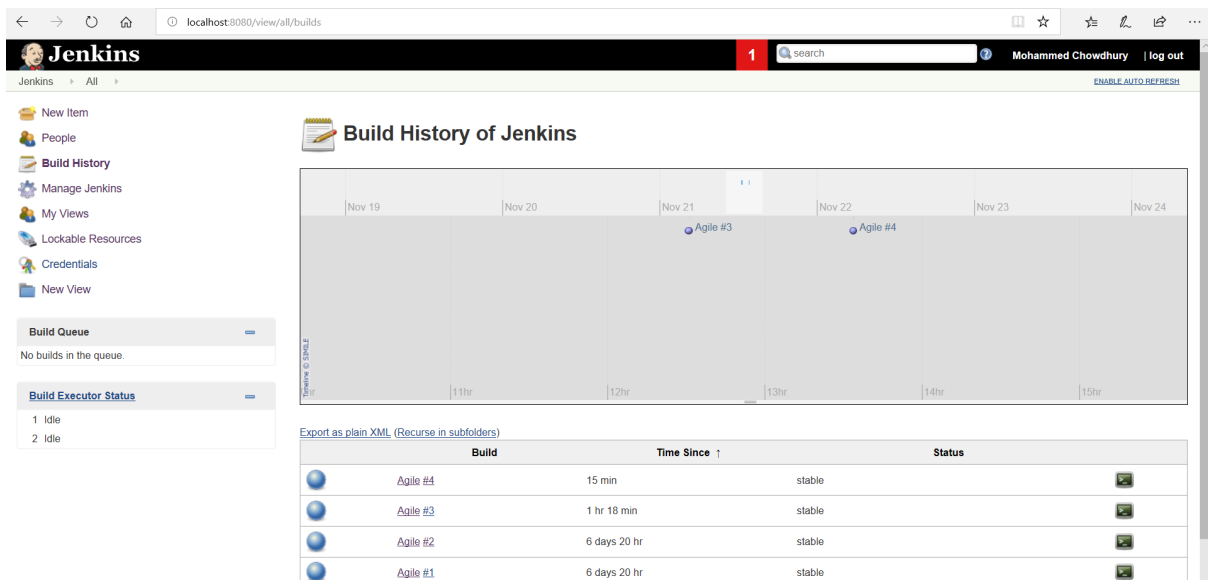 localhost:8080/view/all/builds
Jenkins
1
search
Mohammed Chowdhury | log out
Jenkins All
ENABLE AUTO REFRESH
New Item
People
Build History
Manage Jenkins
My Views
Lockable Resources
Credentials
New View
Build Queue
No builds in the queue.
Build Executor Status
1 Idle
2 Idle
Build History of Jenkins
Nov 19 Nov 20 Nov 21 Nov 22 Nov 23 Nov 24
Agile #3 Agile #4
Timeline © SIMILE
11hr 12hr 13hr 14hr 15hr
Export as plain XML (Recurse in subfolders)
Build Time Since ↑ Status
Agile #4 15 min stable
Agile #3 1 hr 18 min stable
Agile #2 6 days 20 hr stable
Agile #1 6 days 20 hr stable